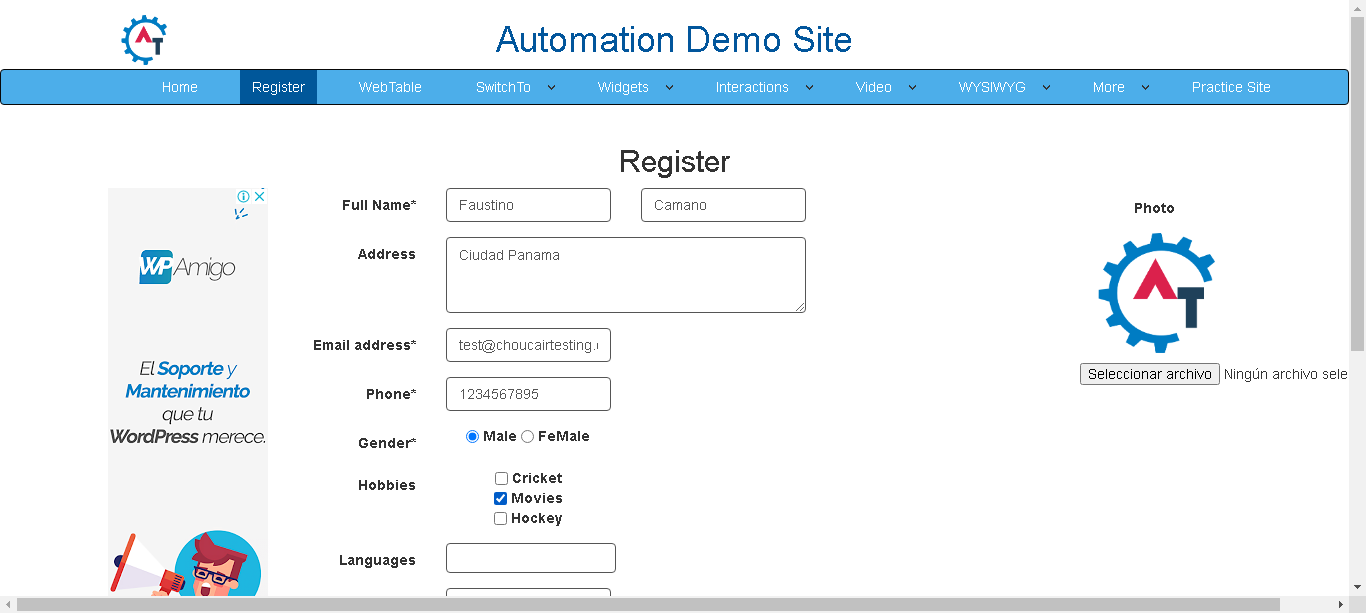 AT
Automation Demo Site
Home Register WebTable SwitchTo Widgets Interactions Video WYSIWYG More Practice Site
Register
WP Amigo
El Soporte y
Mantenimiento
que tu
WordPress merece.
Full Name* Faustino Camano
Address Ciudad Panama
Email address* test@choucairtesting.
Phone* 1234567895
Gender* Male FeMale
Hobbies Cricket
Movies
Hockey
Languages
Photo
AT
Seleccionar archivo Ningún archivo sele